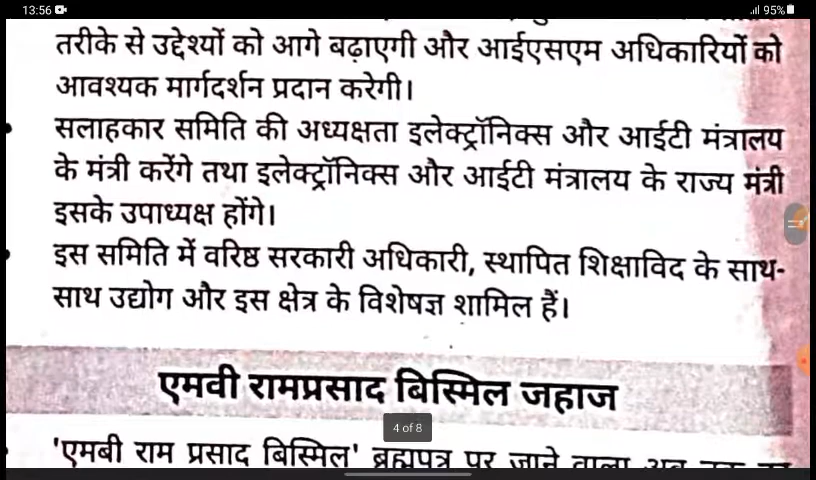 13:56
95%
तरीके से उद्देश्यों को आगे बढ़ाएगी और आईएसएम अधिकारियों को
आवश्यक मार्गदर्शन प्रदान करेगी।
सलाहकार समिति की अध्यक्षता इलेक्ट्रॉनिक्स और आईटी मंत्रालय
के मंत्री करेंगे तथा इलेक्ट्रॉनिक्स और आईटी मंत्रालय के राज्य मंत्री
इसके उपाध्यक्ष होंगे।
इस समिति में वरिष्ठ सरकारी अधिकारी, स्थापित शिक्षाविद के साथ-
साथ उद्योग और इस क्षेत्र के विशेषज्ञ शामिल हैं।
एमवी रामप्रसाद बिस्मिल जहाज
4 of 8
'एमबी राम प्रसाद बिस्मिल' ब्रह्मपुत्र पर जाने वाला अब तक